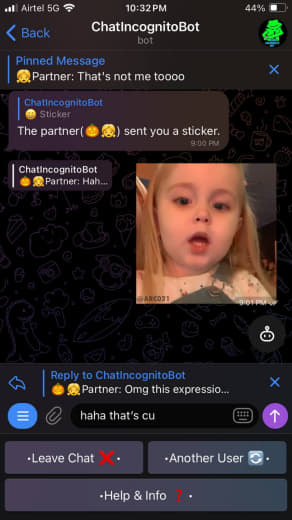 Airtel 5G 10:32 PM 44%
Back
ChatIncognitoBot
bot
Pinned Message
Partner: That's not me toooo
ChatIncognitoBot
Sticker
The partner( ) sent you a sticker.
9:00 PM
ChatIncognitoBot
Partner: Hah...
@ARCO31
9:01 PM
Reply to ChatIncognitoBot
Partner: Omg this expressio...
haha that's cu
•Leave Chat ❌•
•Another User 🔄•
•Help & Info ❓•